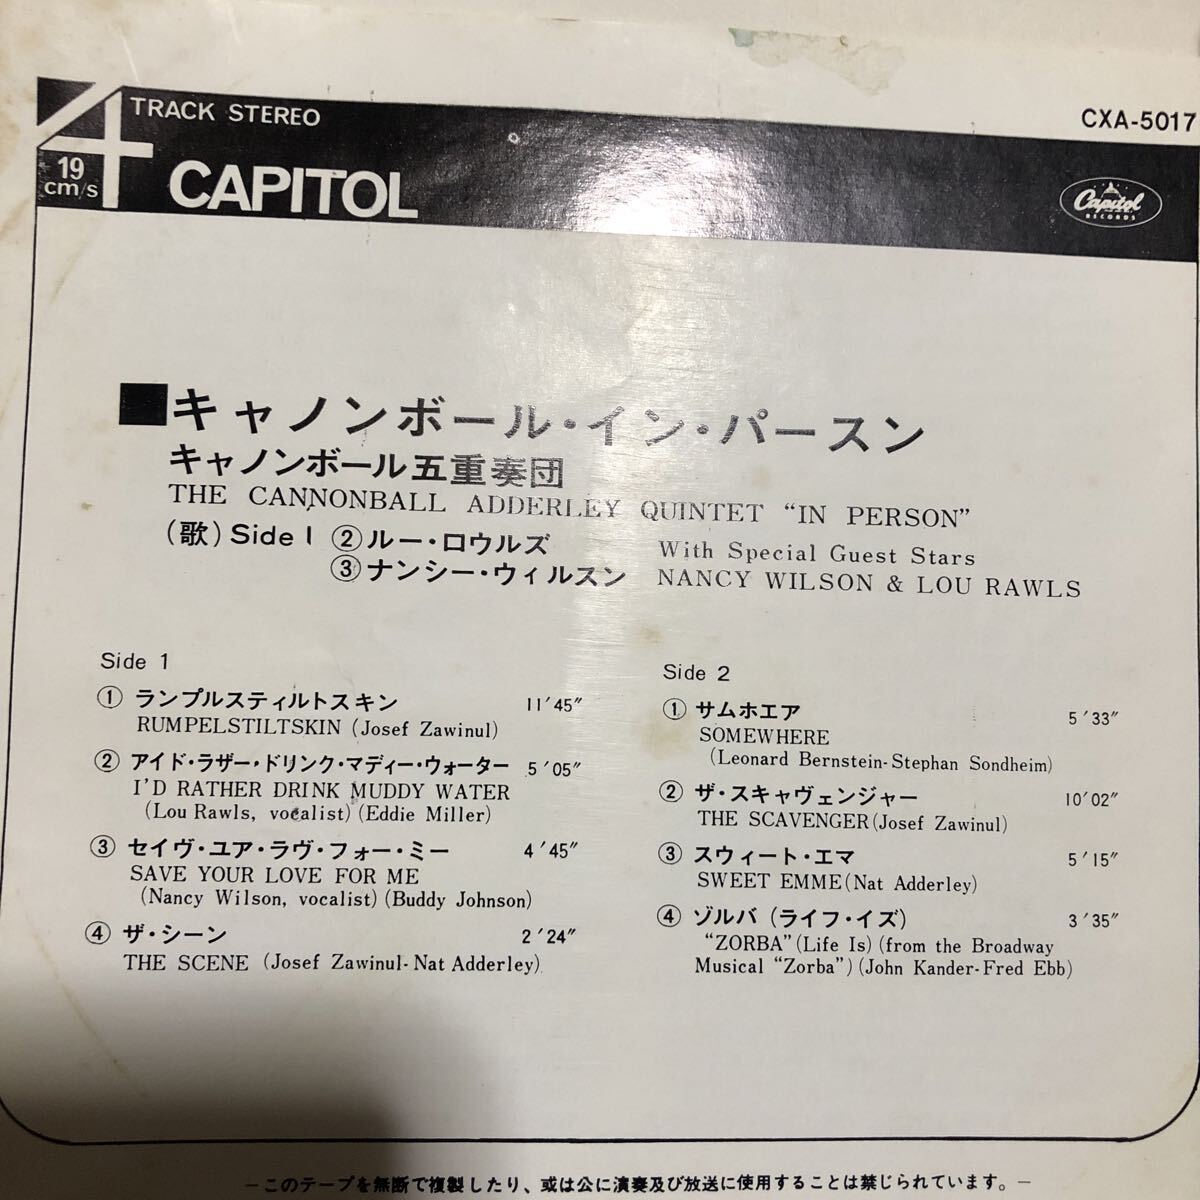 4 TRACK STEREO
CXA-5017
19
cm/s
CAPITOL
Capitol
RECORDS
■キャノンボール・イン・パースン
キャノンボール五重奏団
THE CANNONBALL ADDERLEY QUINTET “IN PERSON”
(歌) Side 1 ②ルー・ロウルズ
With Special Guest Stars
③ナンシー・ウィルスン
NANCY WILSON & LOU RAWLS
Side 1
① ランプルスティルトスキン 11′45″
RUMPELSTILTSKIN (Josef Zawinul)
② アイド・ラザー・ドリンク・マディー・ウォーター 5′05″
I'D RATHER DRINK MUDDY WATER
(Lou Rawls, vocalist) (Eddie Miller)
③ セイヴ・ユア・ラヴ・フォー・ミー 4′45″
SAVE YOUR LOVE FOR ME
(Nancy Wilson, vocalist) (Buddy Johnson)
④ ザ・シーン 2′24″
THE SCENE (Josef Zawinul-Nat Adderley)
Side 2
① サムホエア 5′33″
SOMEWHERE
(Leonard Bernstein-Stephan Sondheim)
② ザ・スキャヴェンジャー 10′02″
THE SCAVENGER (Josef Zawinul)
③ スウィート・エマ 5′15″
SWEET EMME (Nat Adderley)
④ ゾルバ (ライフ・イズ) 3′35″
“ZORBA” (Life Is) (from the Broadway
Musical “Zorba”) (John Kander-Fred Ebb)
—このテープを無断で複製したり、或は公に演奏及び放送に使用することは禁じられています。—